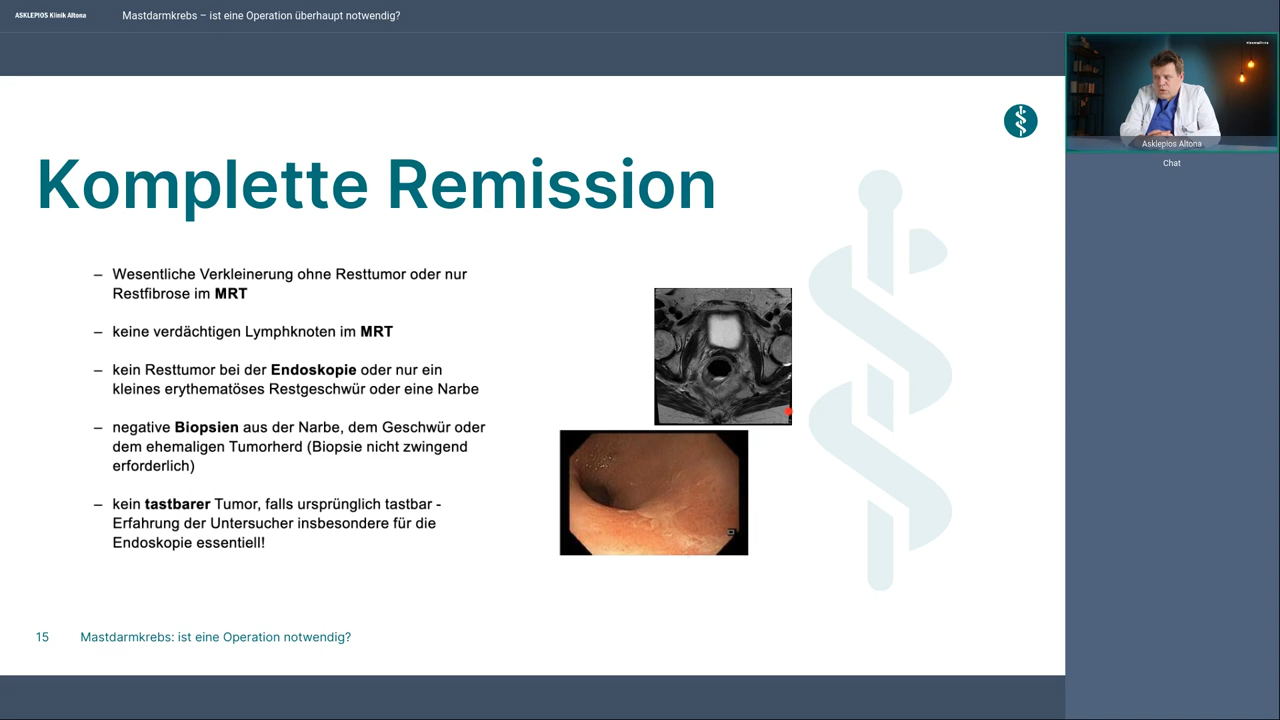 ASKLEPIOS Klinik Altona
Mastdarmkrebs – ist eine Operation überhaupt notwendig?
Komplette Remission
– Wesentliche Verkleinerung ohne Resttumor oder nur
Restfibrose im MRT
– keine verdächtigen Lymphknoten im MRT
– kein Resttumor bei der Endoskopie oder nur ein
kleines erythematöses Restgeschwür oder eine Narbe
– negative Biopsien aus der Narbe, dem Geschwür oder
dem ehemaligen Tumorherd (Biopsie nicht zwingend
erforderlich)
– kein tastbarer Tumor, falls ursprünglich tastbar -
Erfahrung der Untersucher insbesondere für die
Endoskopie essentiell!
15
Mastdarmkrebs: ist eine Operation notwendig?
Asklepios Altona
Chat